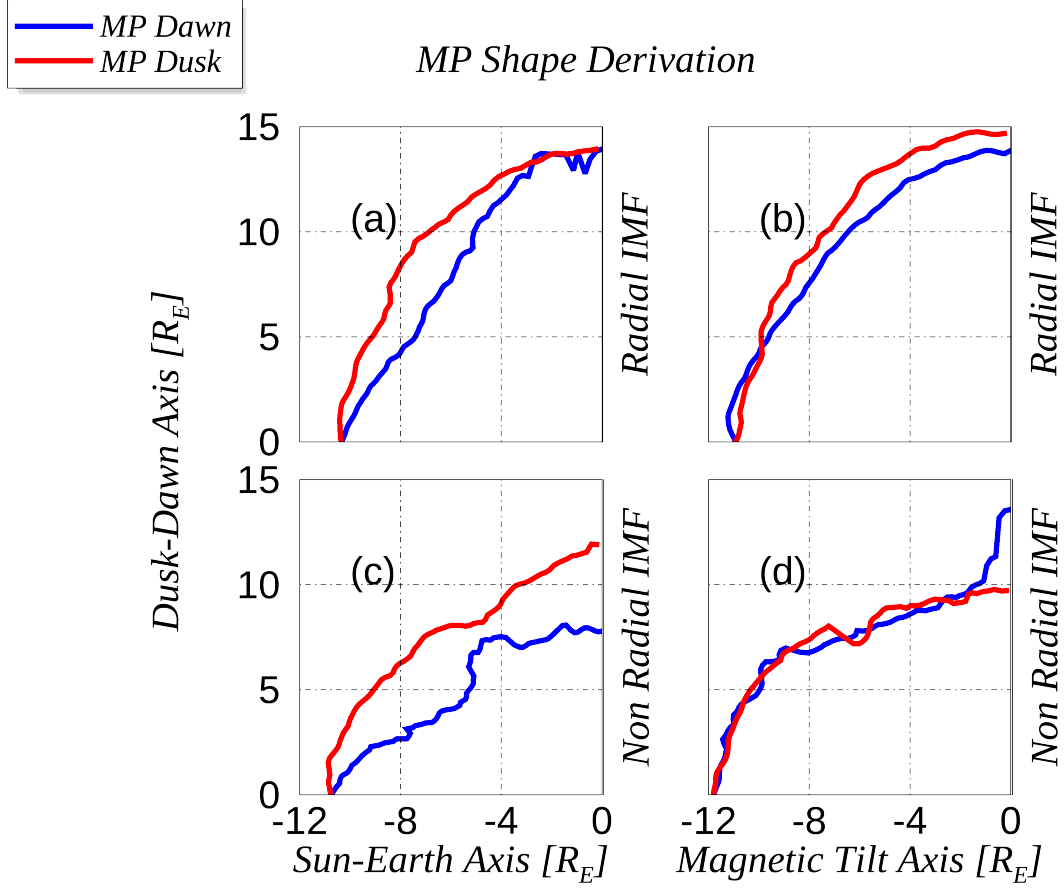 MP Dawn
MP Dusk
MP Shape Derivation
15
10
5
0
(a)
Radial IMF
(b)
Radial IMF
Dusk-Dawn Axis [R_E]
15
10
5
0
(c)
Non Radial IMF
(d)
Non Radial IMF
-12 -8 -4 0
-12 -8 -4 0
Sun-Earth Axis [R_E]
Magnetic Tilt Axis [R_E]